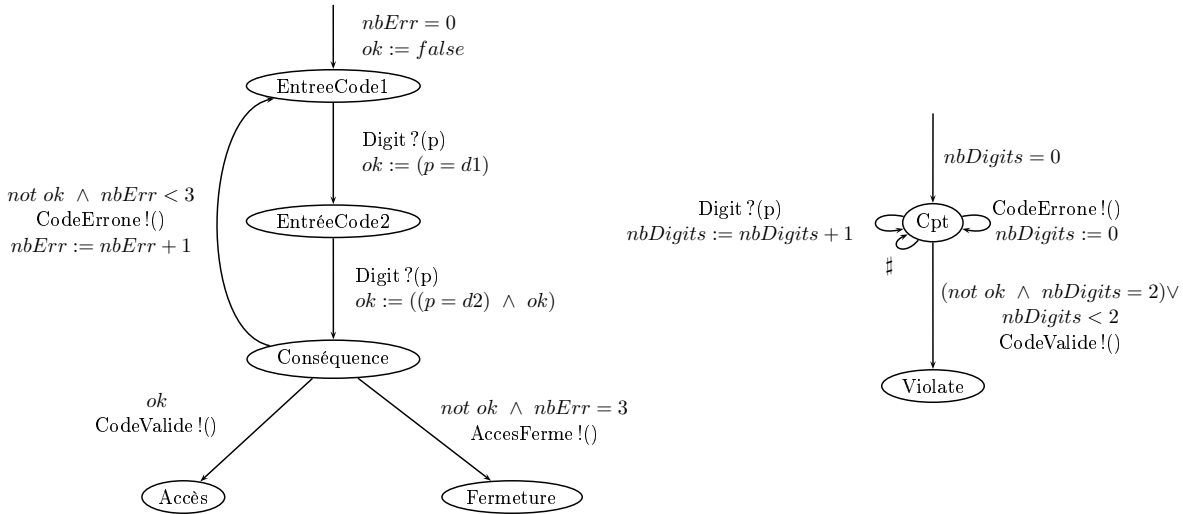 nbErr = 0
ok := false
EntreeCode1
Digit ?(p)
ok := (p = d1)
not ok ∧ nbErr < 3
CodeErrone !()
nbErr := nbErr + 1
EntréeCode2
Digit ?(p)
ok := ((p = d2) ∧ ok)
Conséquence
ok
CodeValide !()
not ok ∧ nbErr = 3
AccesFerme !()
Accès
Fermeture
nbDigits = 0
Digit ?(p)
nbDigits := nbDigits + 1
Cpt
CodeErrone !()
nbDigits := 0
♯
(not ok ∧ nbDigits = 2)∨
nbDigits < 2
CodeValide !()
Violate